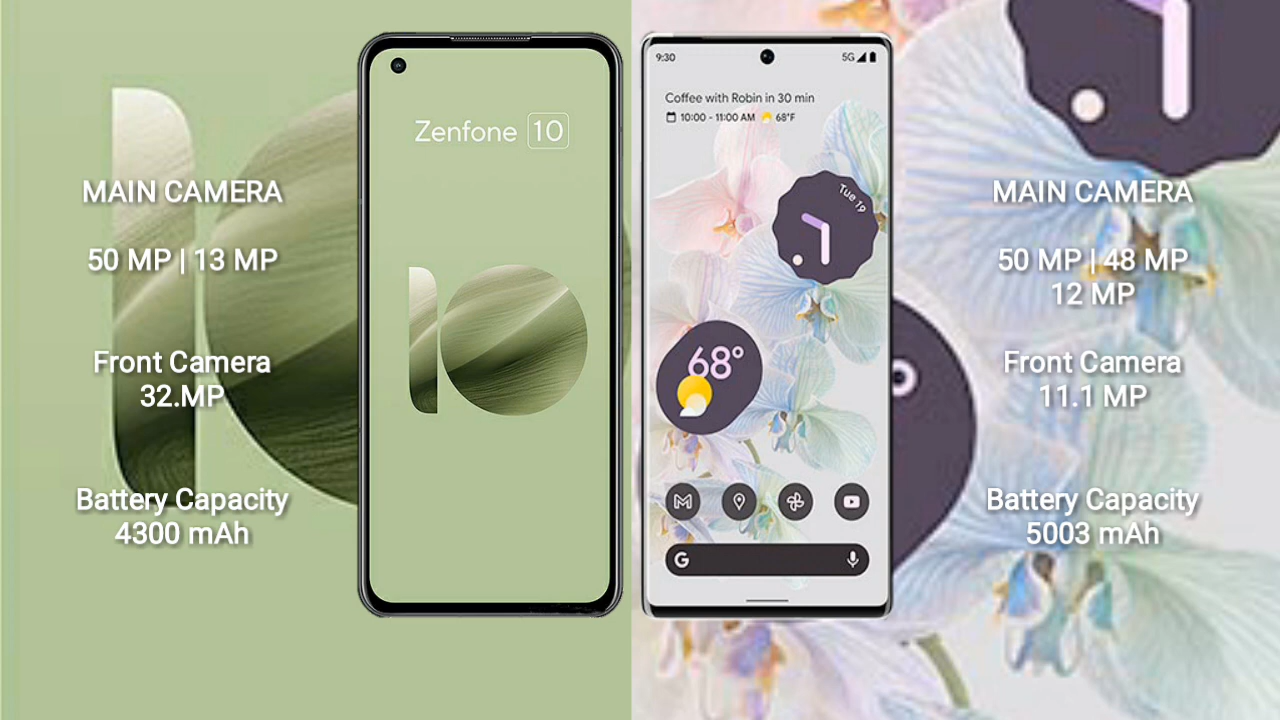 MAIN CAMERA
50 MP | 13 MP
Front Camera
32.MP
Battery Capacity
4300 mAh
Zenfone 10
10
9:30
5G
Coffee with Robin in 30 min
10:00 - 11:00 AM 68°F
Tue 19
68°
G
MAIN CAMERA
50 MP | 48 MP
12 MP
Front Camera
11.1 MP
Battery Capacity
5003 mAh